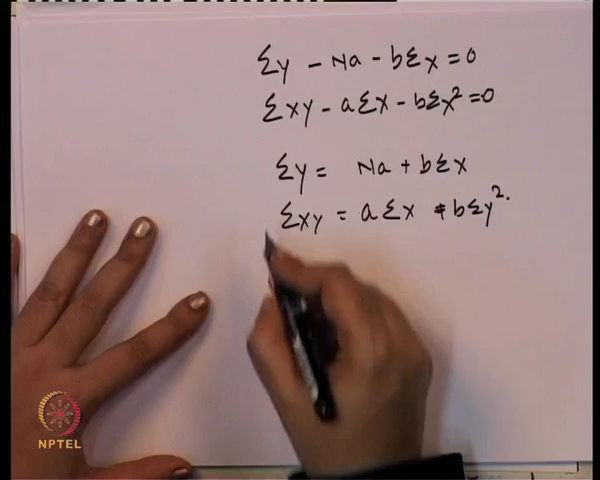 Σy - Na - bΣx = 0
Σxy - aΣx - bΣx² = 0
Σy = Na + bΣx
Σxy = aΣx + bΣy².
NPTEL